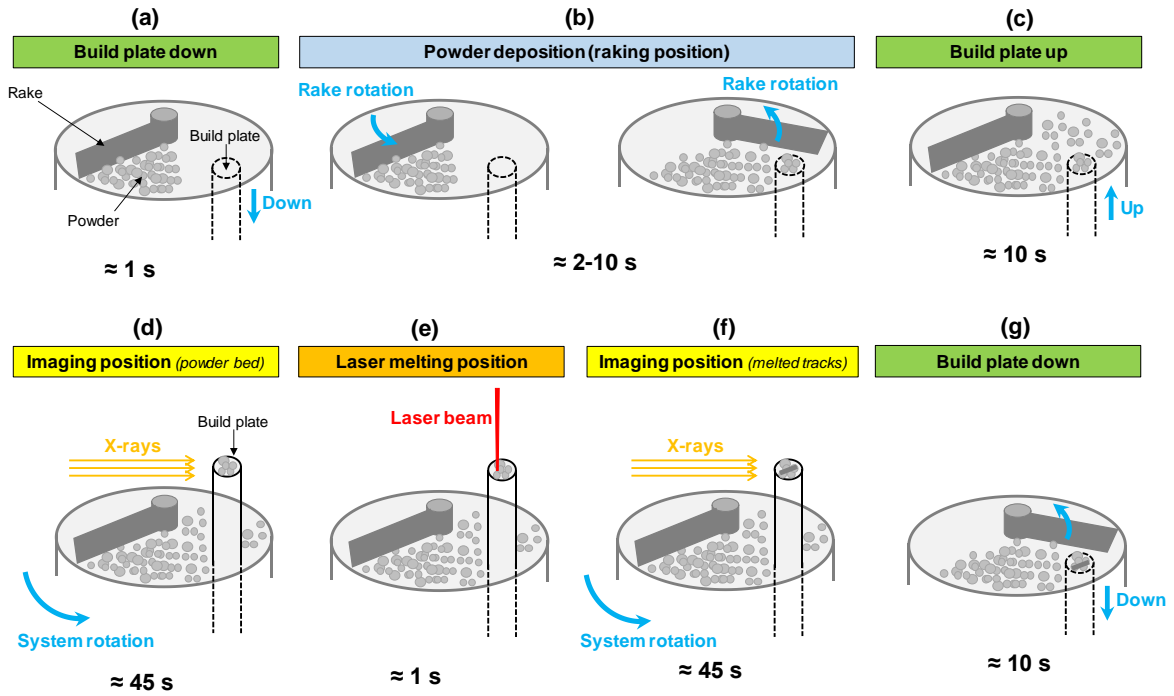 (a)
Build plate down
Rake
Build plate
Powder
Down
≈ 1 s
(b)
Powder deposition (raking position)
Rake rotation
Rake rotation
≈ 2-10 s
(c)
Build plate up
Up
≈ 10 s
(d)
Imaging position (powder bed)
Build plate
X-rays
System rotation
≈ 45 s
(e)
Laser melting position
Laser beam
≈ 1 s
(f)
Imaging position (melted tracks)
X-rays
System rotation
≈ 45 s
(g)
Build plate down
Down
≈ 10 s